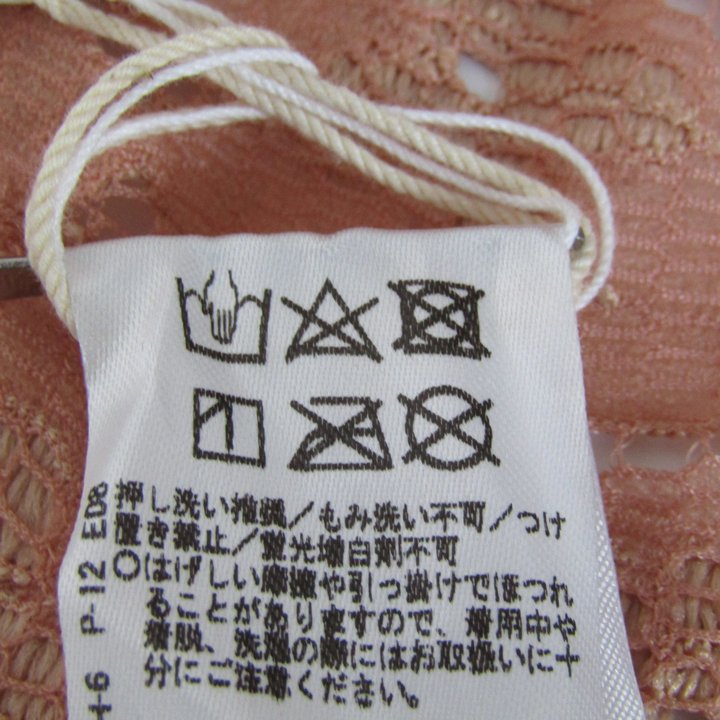 押し洗い推奨/もみ洗い不可/つけ
置き禁止/蛍光増白剤不可
〇はげしい摩擦や引っ掛けでほつれ
ることがありますので、着用中や
着脱、洗濯の際にはお取扱いに十
分にご注意ください。
P-12 ED8